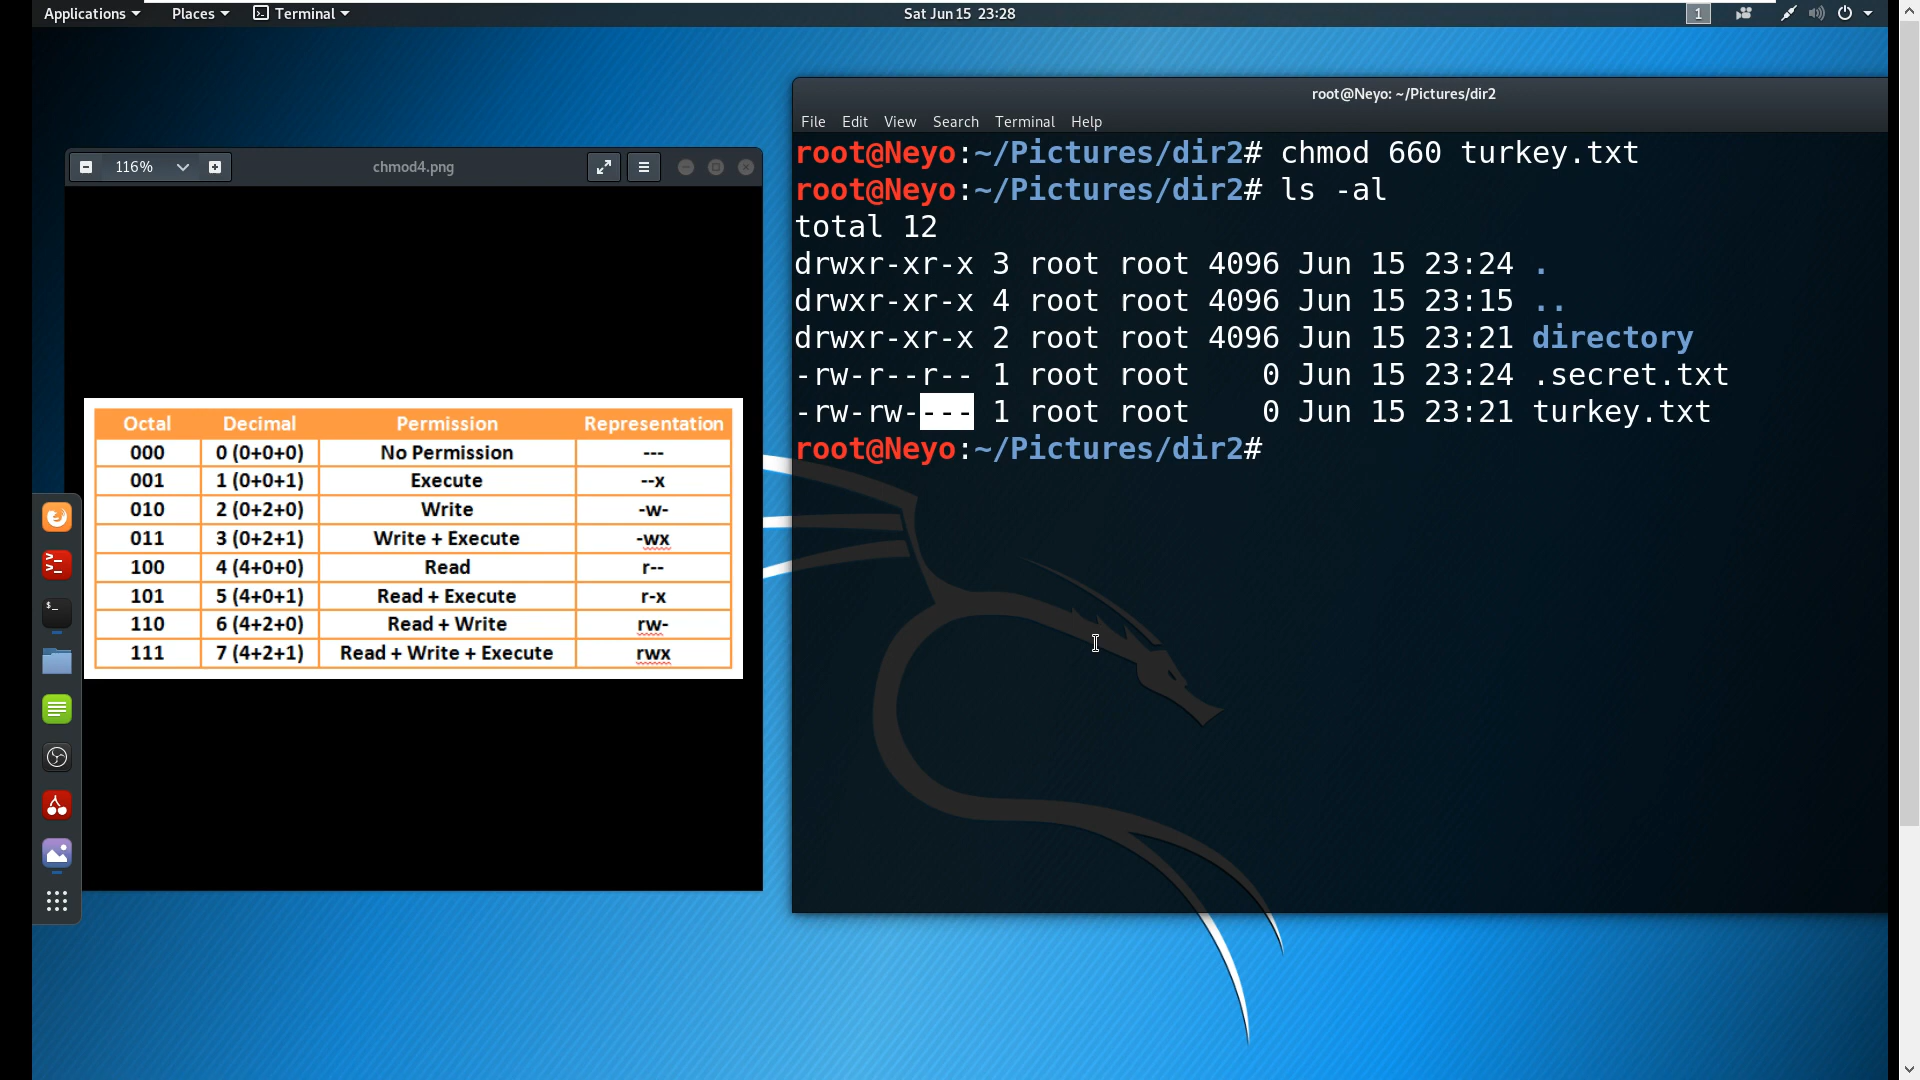 Applications Places Terminal Sat Jun 15 23:28 1
116% chmod4.png
Octal Decimal Permission Representation
000 0 (0+0+0) No Permission ---
001 1 (0+0+1) Execute --x
010 2 (0+2+0) Write -w-
011 3 (0+2+1) Write + Execute -wx
100 4 (4+0+0) Read r--
101 5 (4+0+1) Read + Execute r-x
110 6 (4+2+0) Read + Write rw-
111 7 (4+2+1) Read + Write + Execute rwx
root@Neyo: ~/Pictures/dir2
File Edit View Search Terminal Help
root@Neyo:~/Pictures/dir2# chmod 660 turkey.txt
root@Neyo:~/Pictures/dir2# ls -al
total 12
drwxr-xr-x 3 root root 4096 Jun 15 23:24 .
drwxr-xr-x 4 root root 4096 Jun 15 23:15 ..
drwxr-xr-x 2 root root 4096 Jun 15 23:21 directory
-rw-r--r-- 1 root root    0 Jun 15 23:24 .secret.txt
-rw-rw---- 1 root root    0 Jun 15 23:21 turkey.txt
root@Neyo:~/Pictures/dir2#